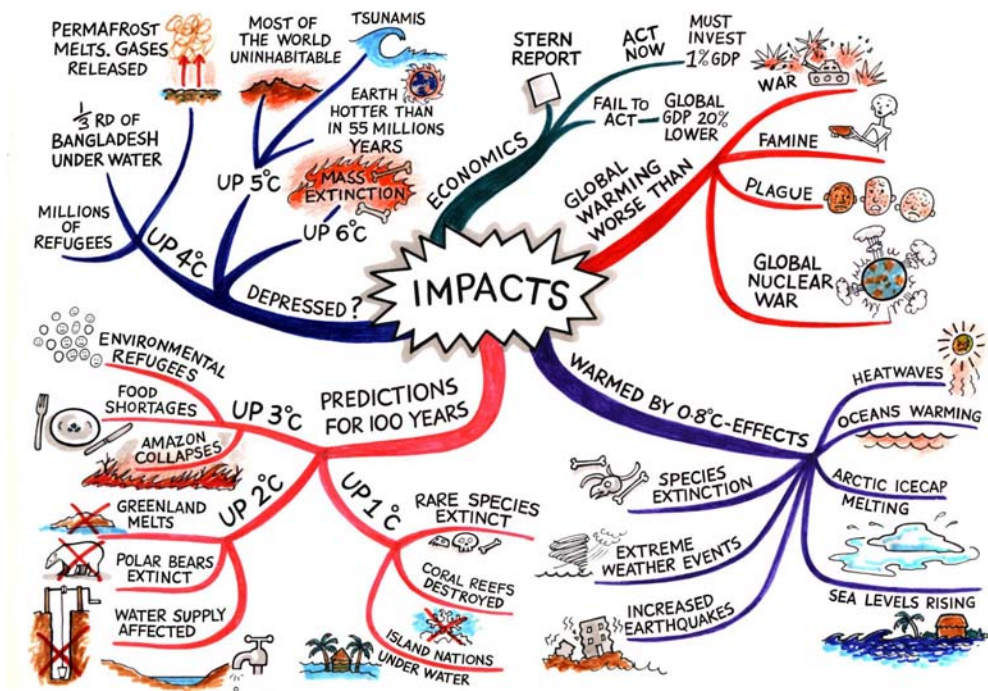 IMPACTS
ECONOMICS
STERN
REPORT
ACT
NOW
MUST
INVEST
1% GDP
FAIL TO
ACT
GLOBAL
GDP 20%
LOWER
GLOBAL
WARMING
WORSE THAN
WAR
FAMINE
PLAGUE
GLOBAL
NUCLEAR
WAR
WARMED BY 0.8°C-EFFECTS
HEATWAVES
OCEANS WARMING
ARCTIC ICECAP
MELTING
SEA LEVELS RISING
SPECIES
EXTINCTION
EXTREME
WEATHER EVENTS
INCREASED
EARTHQUAKES
PREDICTIONS
FOR 100 YEARS
UP 1°C
RARE SPECIES
EXTINCT
CORAL REEFS
DESTROYED
ISLAND NATIONS
UNDER WATER
UP 2°C
GREENLAND
MELTS
POLAR BEARS
EXTINCT
WATER SUPPLY
AFFECTED
UP 3°C
ENVIRONMENTAL
REFUGEES
FOOD
SHORTAGES
AMAZON
COLLAPSES
DEPRESSED?
UP 4°C
MILLIONS
OF
REFUGEES
1/3 RD OF
BANGLADESH
UNDER WATER
PERMAFROST
MELTS. GASES
RELEASED
UP 5°C
MOST OF
THE WORLD
UNINHABITABLE
TSUNAMIS
EARTH
HOTTER THAN
IN 55 MILLIONS
YEARS
UP 6°C
MASS
EXTINCTION